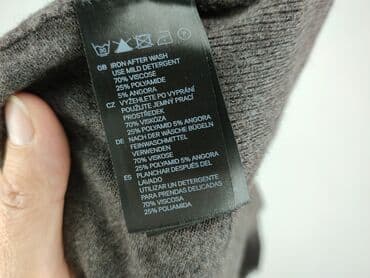 GB IRON AFTER WASH
USE MILD DETERGENT
70% VISCOSE
25% POLYAMIDE
5% ANGORA
CZ VYŽEHLETE PO VYPRÁNÍ
POUŽIJTE JEMNÝ PRACÍ
PROSTŘEDEK
70% VISKÓZA
25% POLYAMID 5% ANGORA
DE NACH DER WÄSCHE BÜGELN
FEINWASCHMITTEL
VERWENDEN
70% VISKOSE
25% POLYAMID 5% ANGORA
ES PLANCHAR DESPUÉS DEL
LAVADO
UTILIZAR UN DETERGENTE
PARA PRENDAS DELICADAS
70% VISCOSA
25% POLIAMIDA